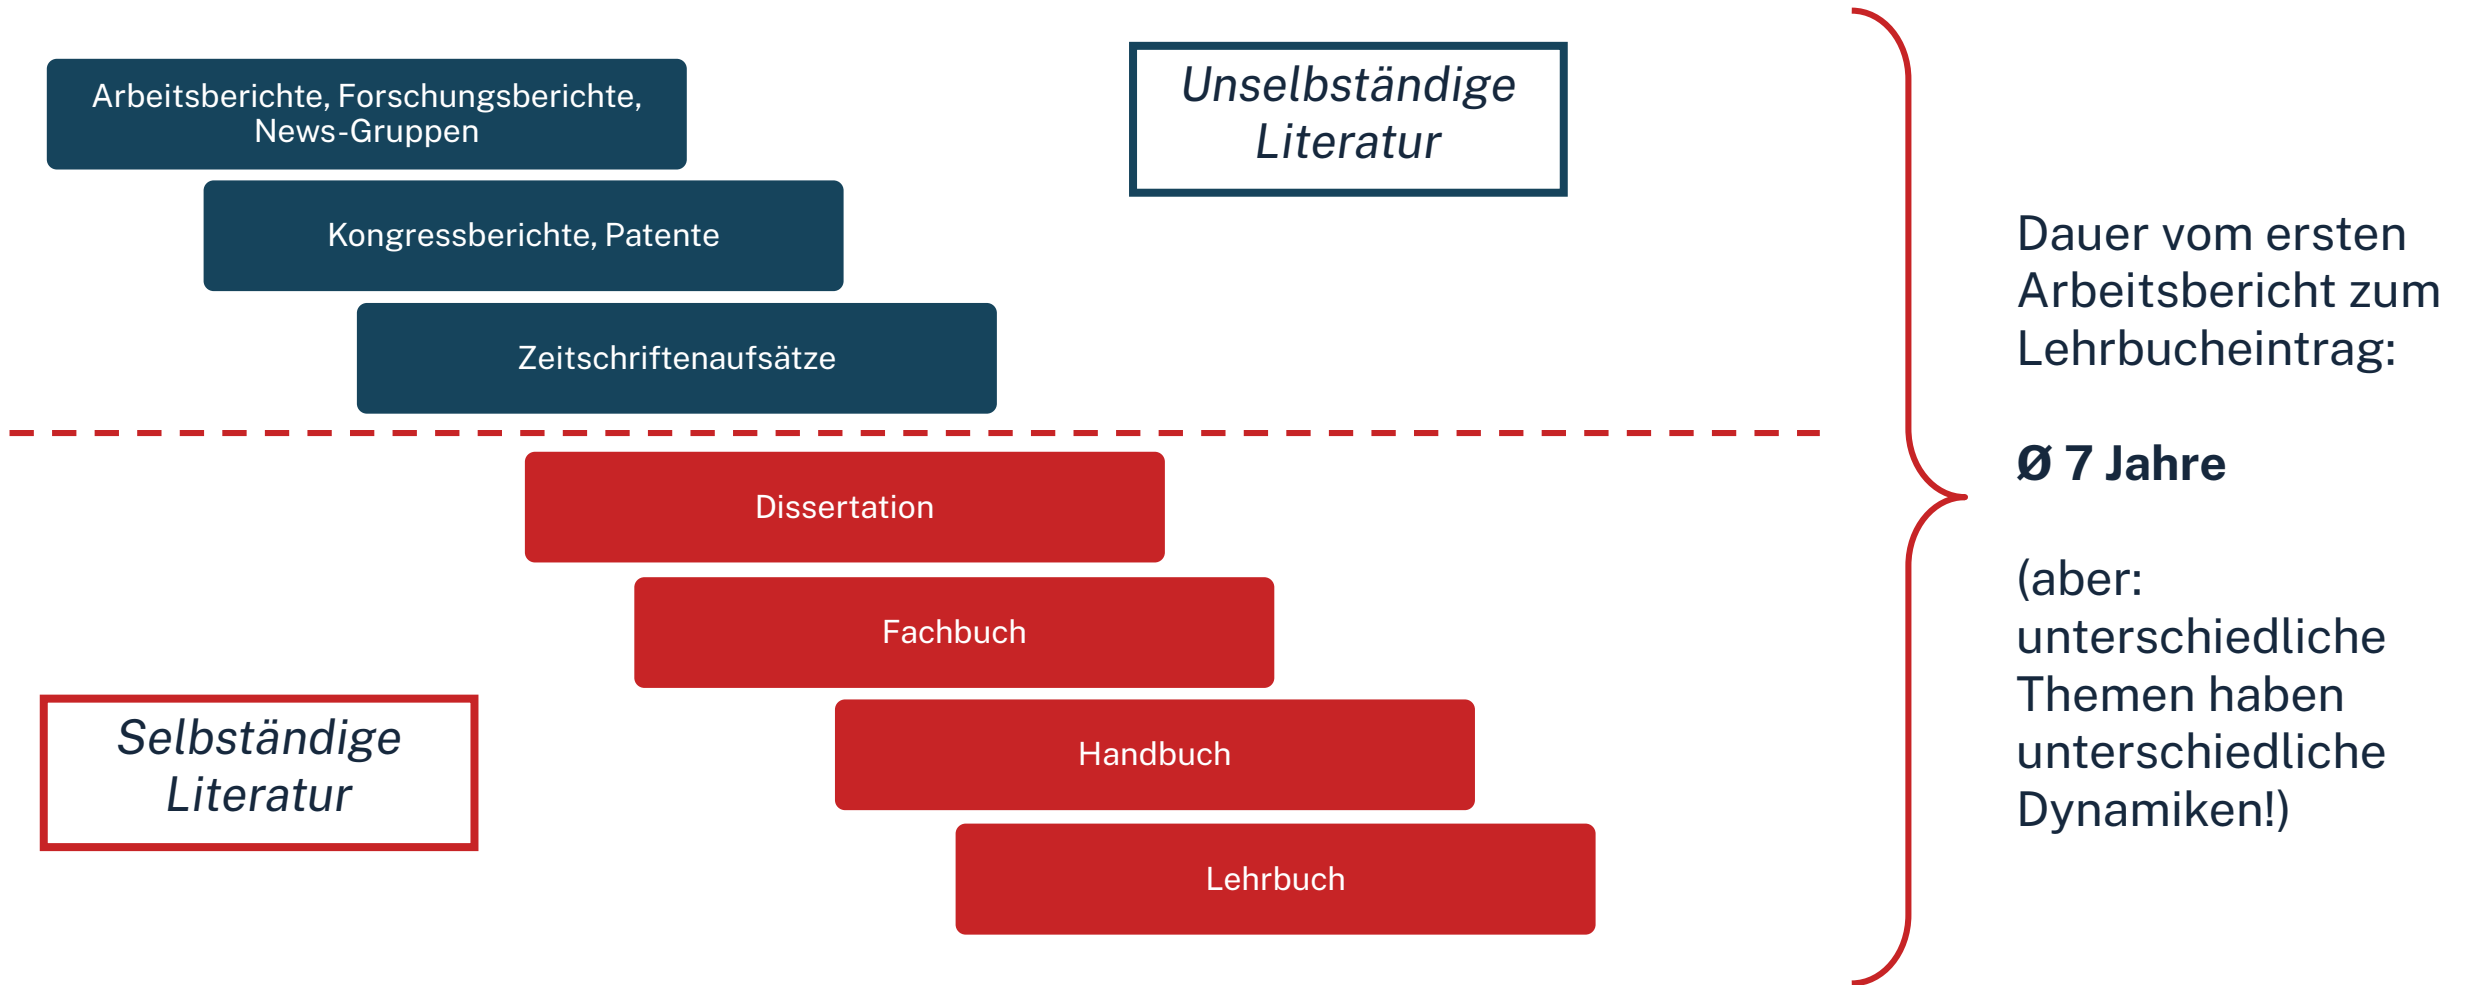 Arbeitsberichte, Forschungsberichte,
News-Gruppen
Kongressberichte, Patente
Zeitschriftenaufsätze
Unselbständige
Literatur
Dissertation
Fachbuch
Handbuch
Lehrbuch
Selbständige
Literatur
Dauer vom ersten
Arbeitsbericht zum
Lehrbucheintrag:
Ø 7 Jahre
(aber:
unterschiedliche
Themen haben
unterschiedliche
Dynamiken!)